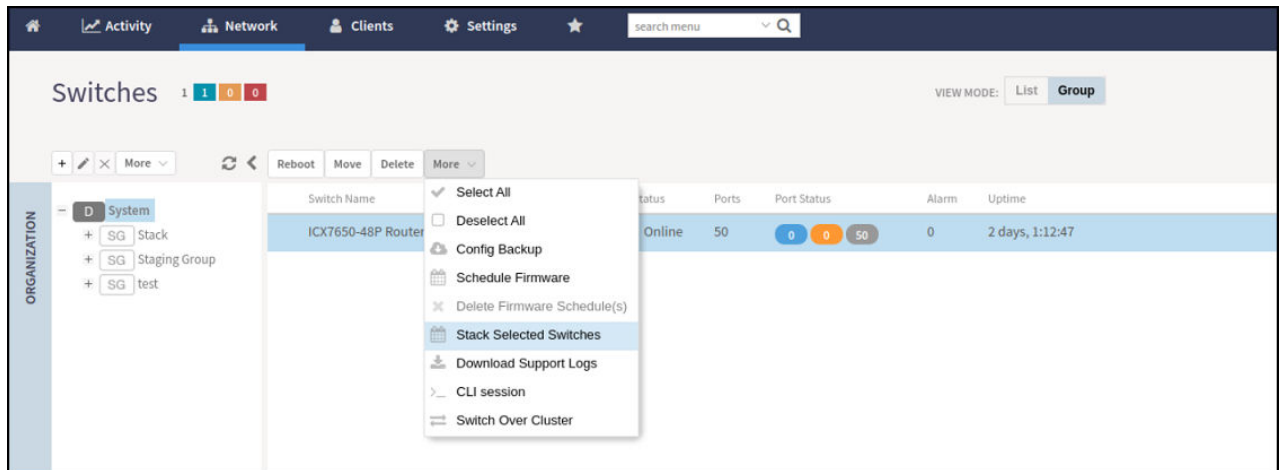 Activity Network Clients Settings search menu
Switches 1 1 0 0 VIEW MODE: List Group
+ More Reboot Move Delete More
ORGANIZATION
− D System
+ SG Stack
+ SG Staging Group
+ SG test
Switch Name tatus Ports Port Status Alarm Uptime
ICX7650-48P Router Online 50 0 0 50 0 2 days, 1:12:47
Select All
Deselect All
Config Backup
Schedule Firmware
Delete Firmware Schedule(s)
Stack Selected Switches
Download Support Logs
CLI session
Switch Over Cluster